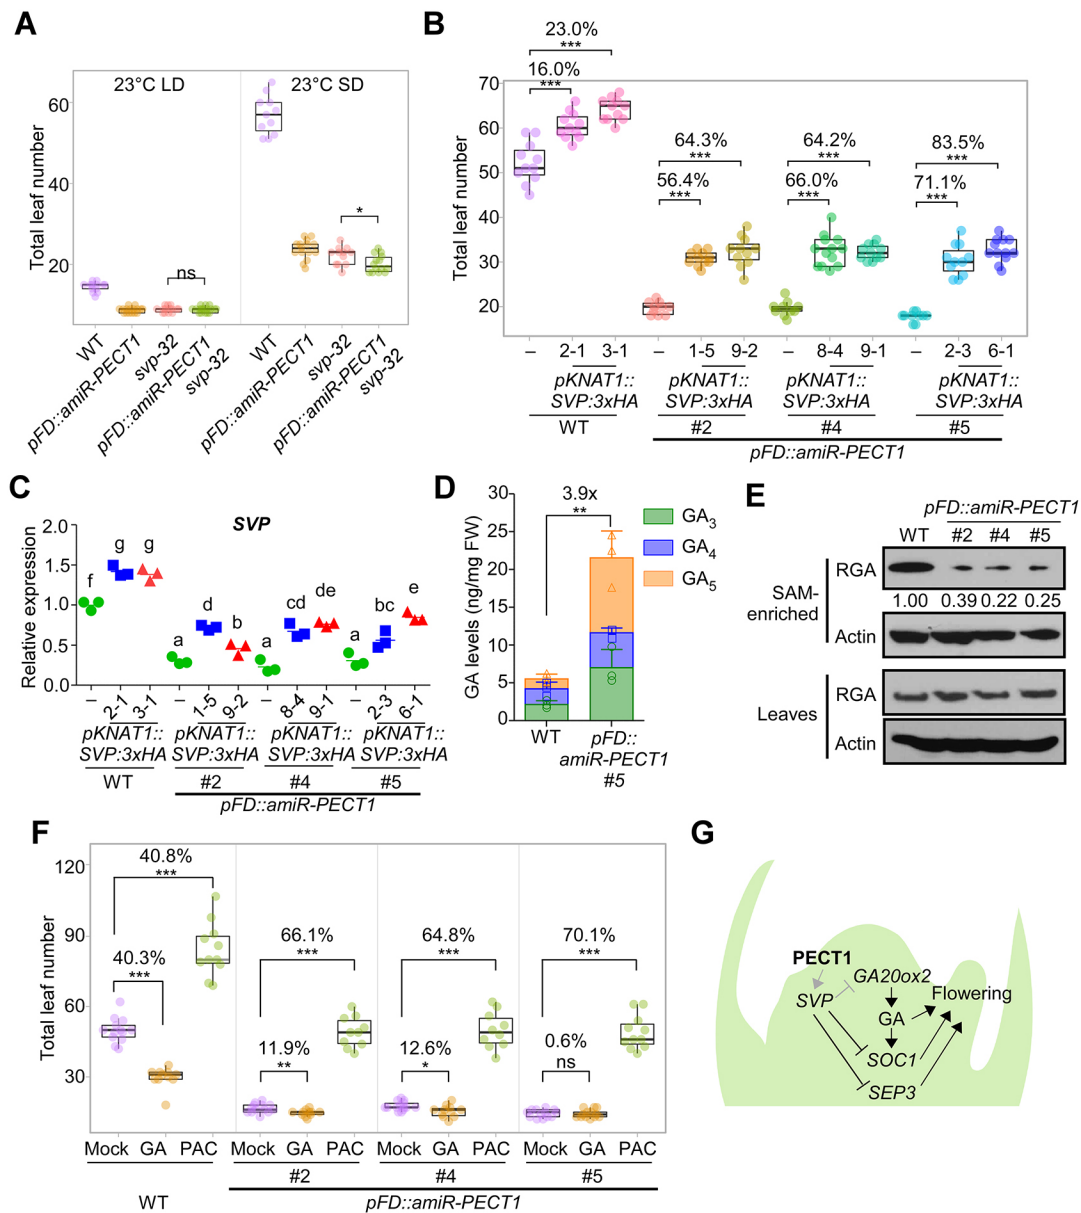 A
23°C LD
23°C SD
Total leaf number
60
40
20
ns
*
WT
pFD::amiR-PECT1
svp-32
pFD::amiR-PECT1
svp-32
WT
pFD::amiR-PECT1
svp-32
pFD::amiR-PECT1
svp-32
B
Total leaf number
70
60
50
40
30
20
23.0%
***
16.0%
***
64.3%
***
56.4%
***
64.2%
***
66.0%
***
83.5%
***
71.1%
***
– 2-1 3-1 – 1-5 9-2 – 8-4 9-1 – 2-3 6-1
pKNAT1:: pKNAT1:: pKNAT1:: pKNAT1::
SVP:3xHA SVP:3xHA SVP:3xHA SVP:3xHA
WT #2 #4 #5
pFD::amiR-PECT1
C
SVP
Relative expression
2.0
1.5
1.0
0.5
0.0
f g g a d b a cd de a bc e
– 2-1 3-1 – 1-5 9-2 – 8-4 9-1 – 2-3 6-1
pKNAT1:: pKNAT1:: pKNAT1:: pKNAT1::
SVP:3xHA SVP:3xHA SVP:3xHA SVP:3xHA
WT #2 #4 #5
pFD::amiR-PECT1
D
GA levels (ng/mg FW)
30
25
20
15
10
5
0
3.9x
**
GA3
GA4
GA5
WT
pFD::
amiR-PECT1
#5
E
pFD::amiR-PECT1
WT #2 #4 #5
SAM-
enriched
RGA
1.00 0.39 0.22 0.25
Actin
Leaves
RGA
Actin
F
Total leaf number
120
90
60
30
40.8%
***
40.3%
***
66.1%
***
11.9%
**
64.8%
***
12.6%
*
70.1%
***
0.6%
ns
Mock GA PAC Mock GA PAC Mock GA PAC Mock GA PAC
#2 #4 #5
WT pFD::amiR-PECT1
G
PECT1
GA20ox2
SVP
Flowering
GA
SOC1
SEP3